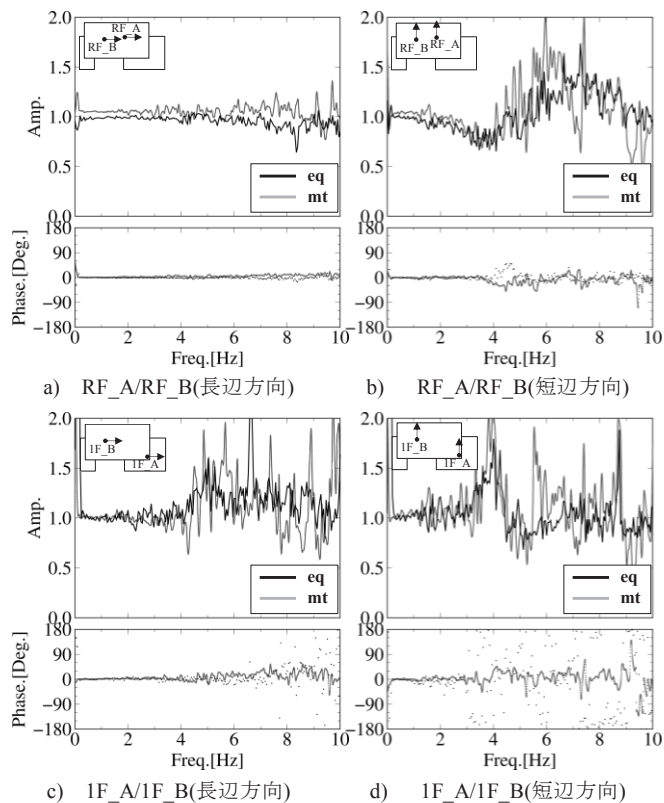 2.0
RF_A
RF_B
1.5
Amp.
1.0
0.5
eq
mt
0.0
180
90
Phase.[Deg.]
0
−90
−180
0 2 4 6 8 10
Freq.[Hz]
a) RF_A/RF_B(長辺方向)
2.0
RF_B
RF_A
1.5
1.0
0.5
eq
mt
0.0
180
90
0
−90
−180
0 2 4 6 8 10
Freq.[Hz]
b) RF_A/RF_B(短辺方向)
2.0
1F_B
1F_A
1.5
Amp.
1.0
0.5
eq
mt
0.0
180
90
Phase.[Deg.]
0
−90
−180
0 2 4 6 8 10
Freq.[Hz]
c) 1F_A/1F_B(長辺方向)
2.0
1F_B
1F_A
1.5
1.0
0.5
eq
mt
0.0
180
90
0
−90
−180
0 2 4 6 8 10
Freq.[Hz]
d) 1F_A/1F_B(短辺方向)